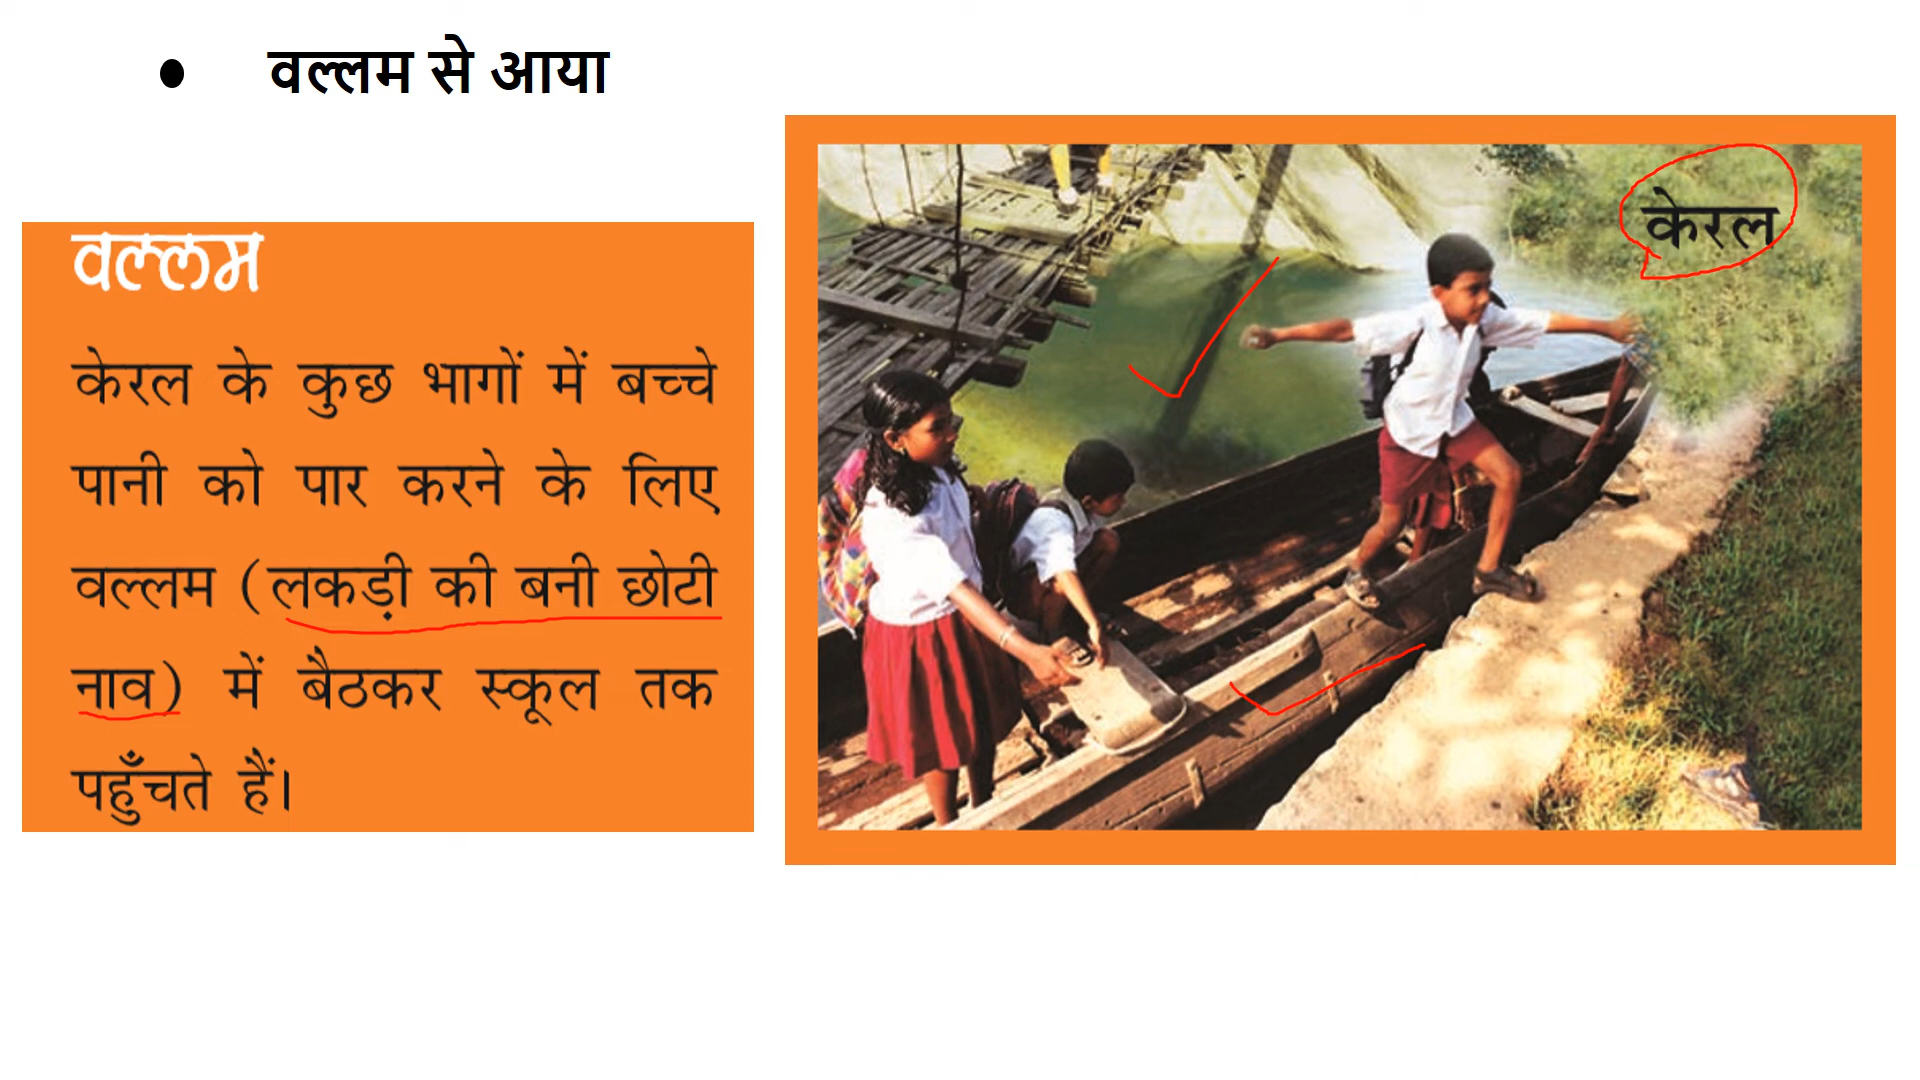 ● वल्लम से आया
वल्लम
केरल के कुछ भागों में बच्चे
पानी को पार करने के लिए
वल्लम (लकड़ी की बनी छोटी
नाव) में बैठकर स्कूल तक
पहुँचते हैं।
केरल